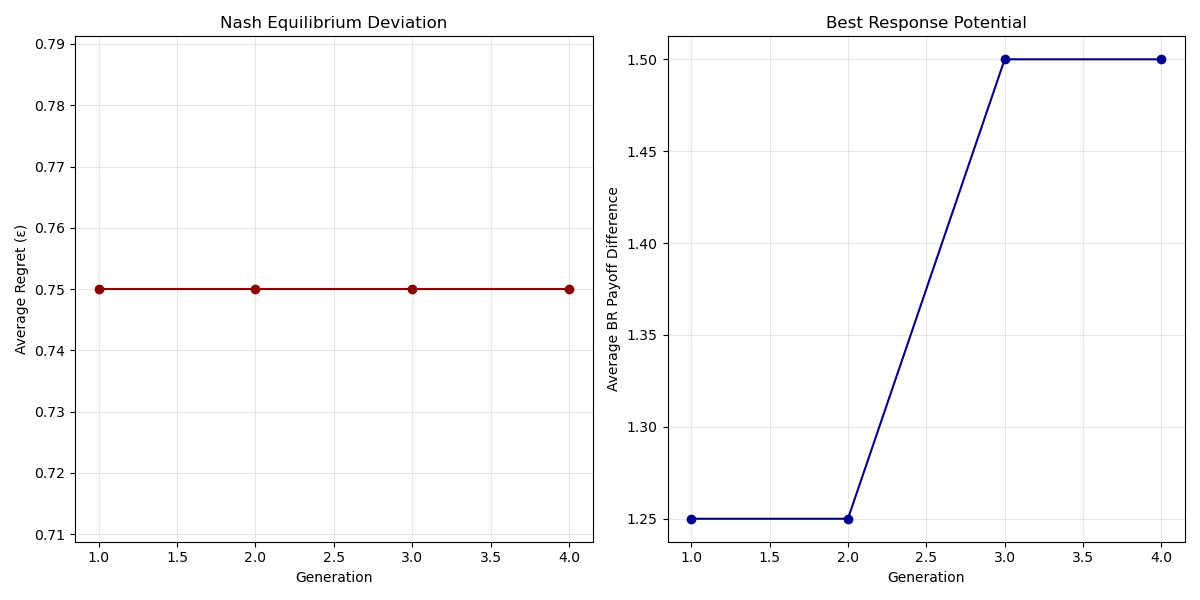 Nash Equilibrium Deviation
Average Regret (ε)
0.79
0.78
0.77
0.76
0.75
0.74
0.73
0.72
0.71
1.0 1.5 2.0 2.5 3.0 3.5 4.0
Generation
Best Response Potential
Average BR Payoff Difference
1.50
1.45
1.40
1.35
1.30
1.25
1.0 1.5 2.0 2.5 3.0 3.5 4.0
Generation